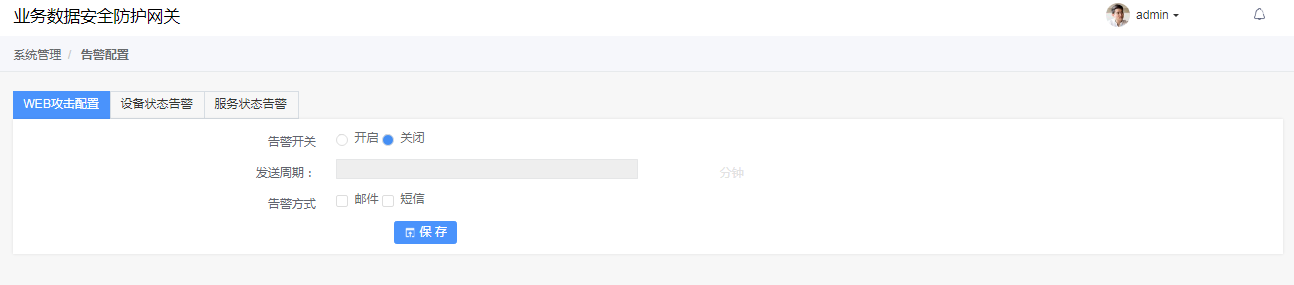 业务数据安全防护网关 admin
系统管理 / 告警配置
WEB攻击配置 设备状态告警 服务状态告警
告警开关 开启 关闭
发送周期： 分钟
告警方式 邮件 短信
保 存